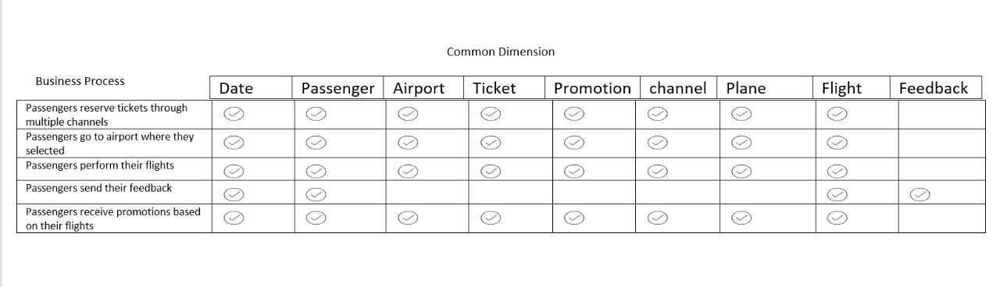 Common Dimension
Business Process
Date Passenger Airport Ticket Promotion channel Plane Flight Feedback
Passengers reserve tickets through
multiple channels
Passengers go to airport where they
selected
Passengers perform their flights
Passengers send their feedback
Passengers receive promotions based
on their flights